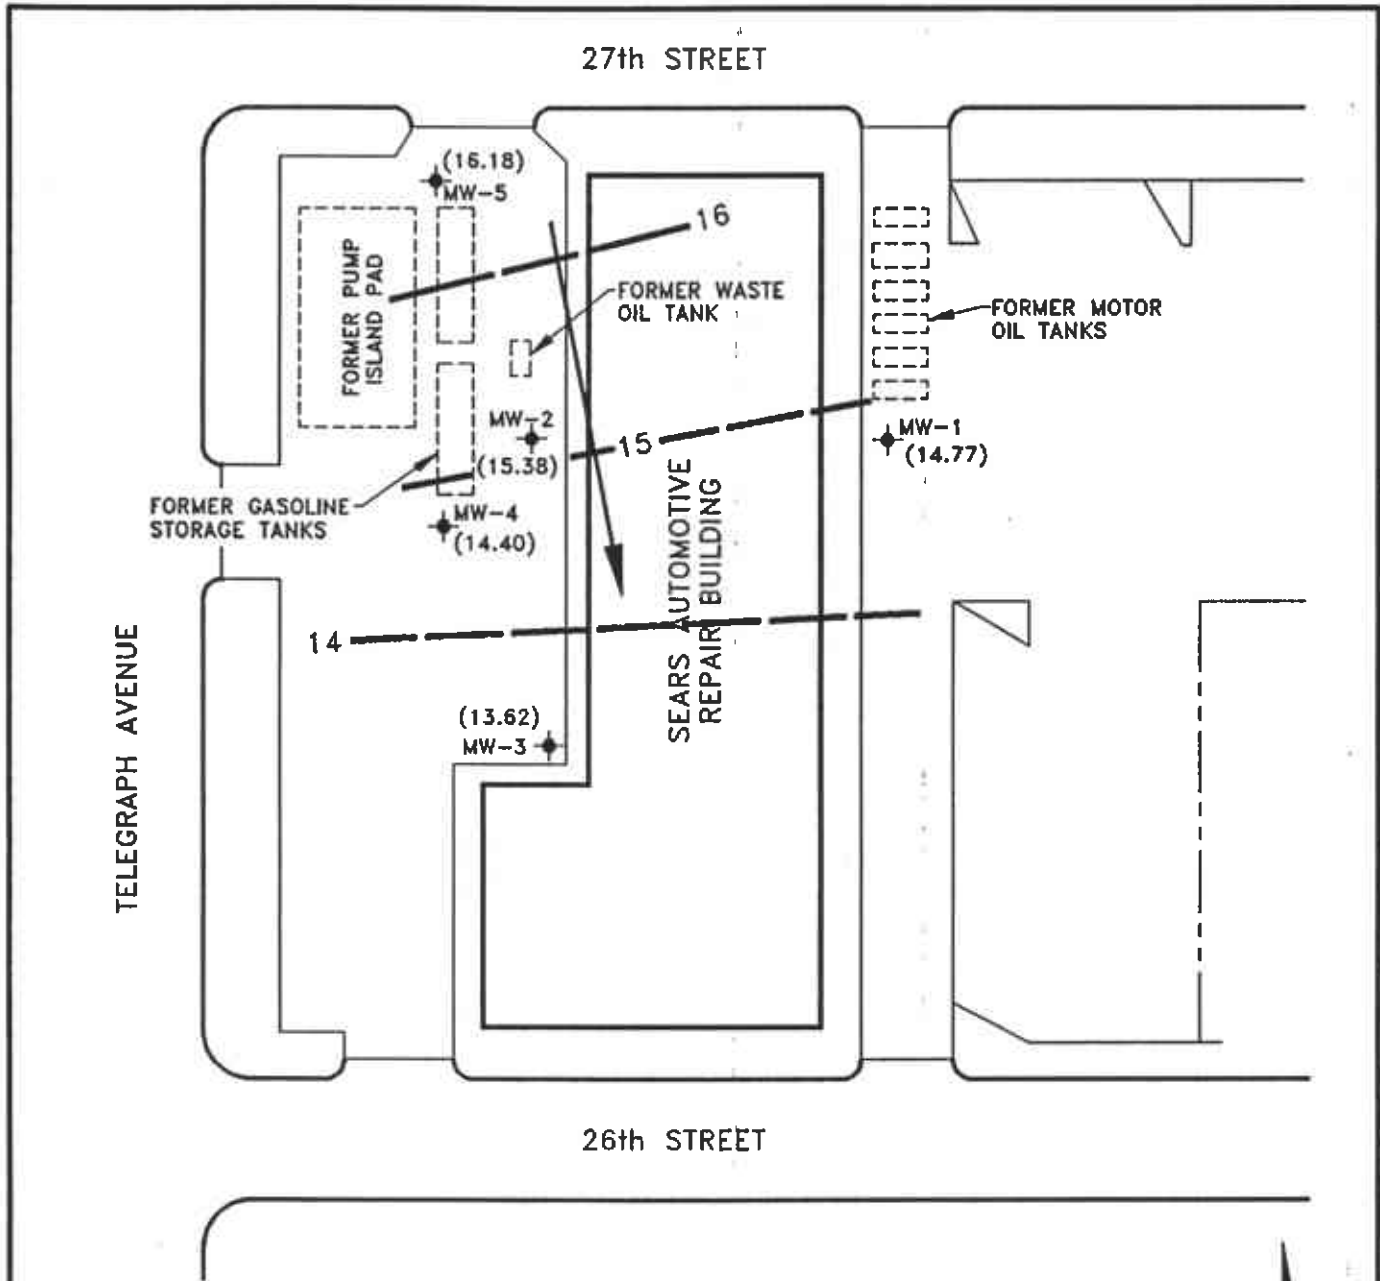 27th STREET
(16.18)
MW-5
16
FORMER PUMP
ISLAND PAD
FORMER WASTE
OIL TANK
FORMER MOTOR
OIL TANKS
MW-2
(15.38)
15
MW-1
(14.77)
FORMER GASOLINE
STORAGE TANKS
MW-4
(14.40)
SEARS AUTOMOTIVE
REPAIR BUILDING
14
(13.62)
MW-3
TELEGRAPH AVENUE
26th STREET